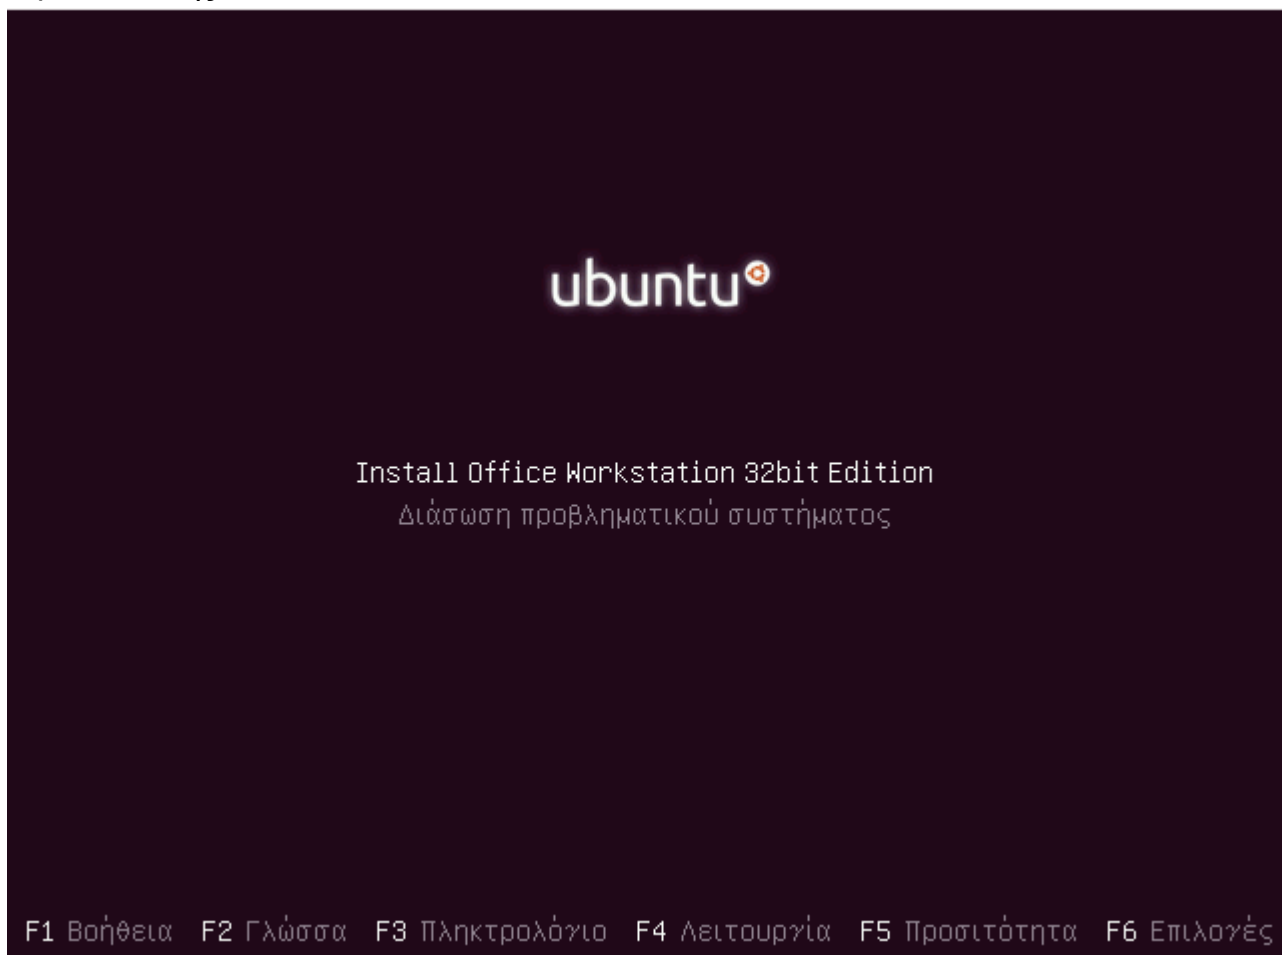 ubuntu
Install Office Workstation 32bit Edition
Διάσωση προβληματικού συστήματος
F1 Βοήθεια F2 Γλώσσα F3 Πληκτρολόγιο F4 Λειτουργία F5 Προσιτότητα F6 Επιλογές